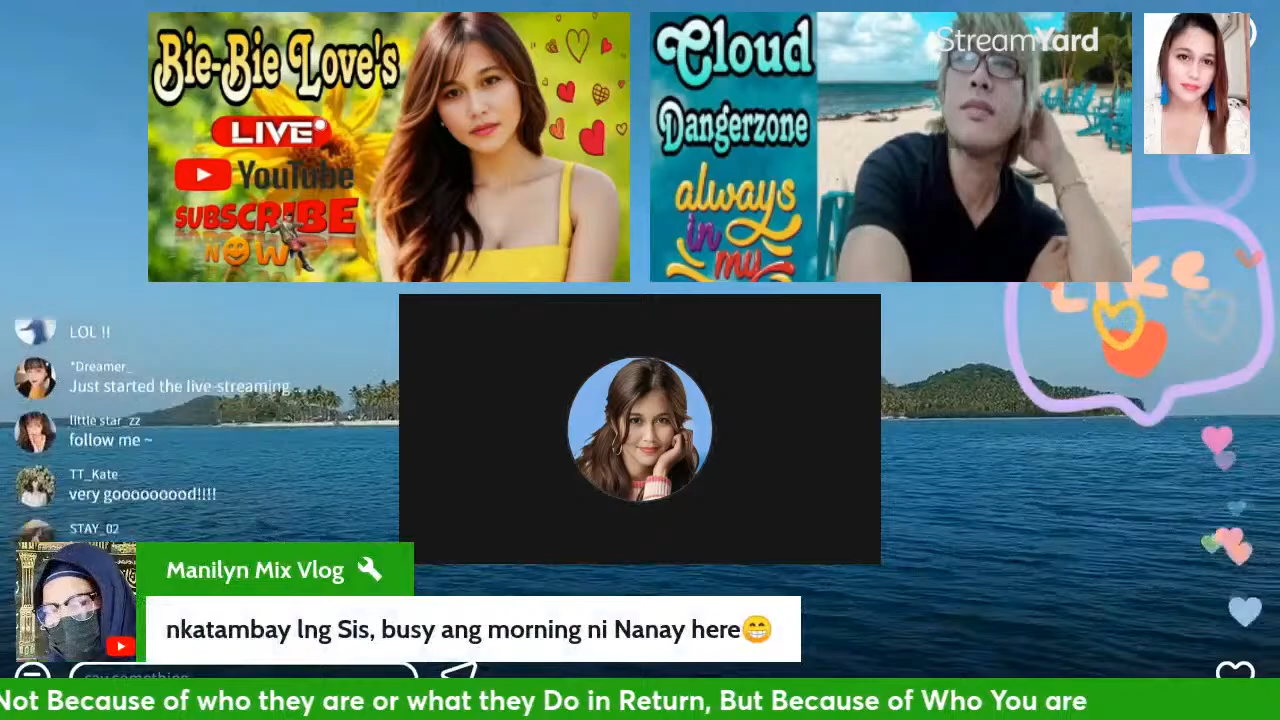 Bie-Bie Love's
LIVE
YouTube
SUBSCRIBE
NOW
Cloud
Dangerzone
always
in
my
StreamYard
Like
LOL !!
*Dreamer_
Just started the live-streaming
little star_zz
follow me ~
TT_Kate
very gooooooood!!!!
STAY_02
Manilyn Mix Vlog
nkatambay lng Sis, busy ang morning ni Nanay here😁
say something
Not Because of who they are or what they Do in Return, But Because of Who You are